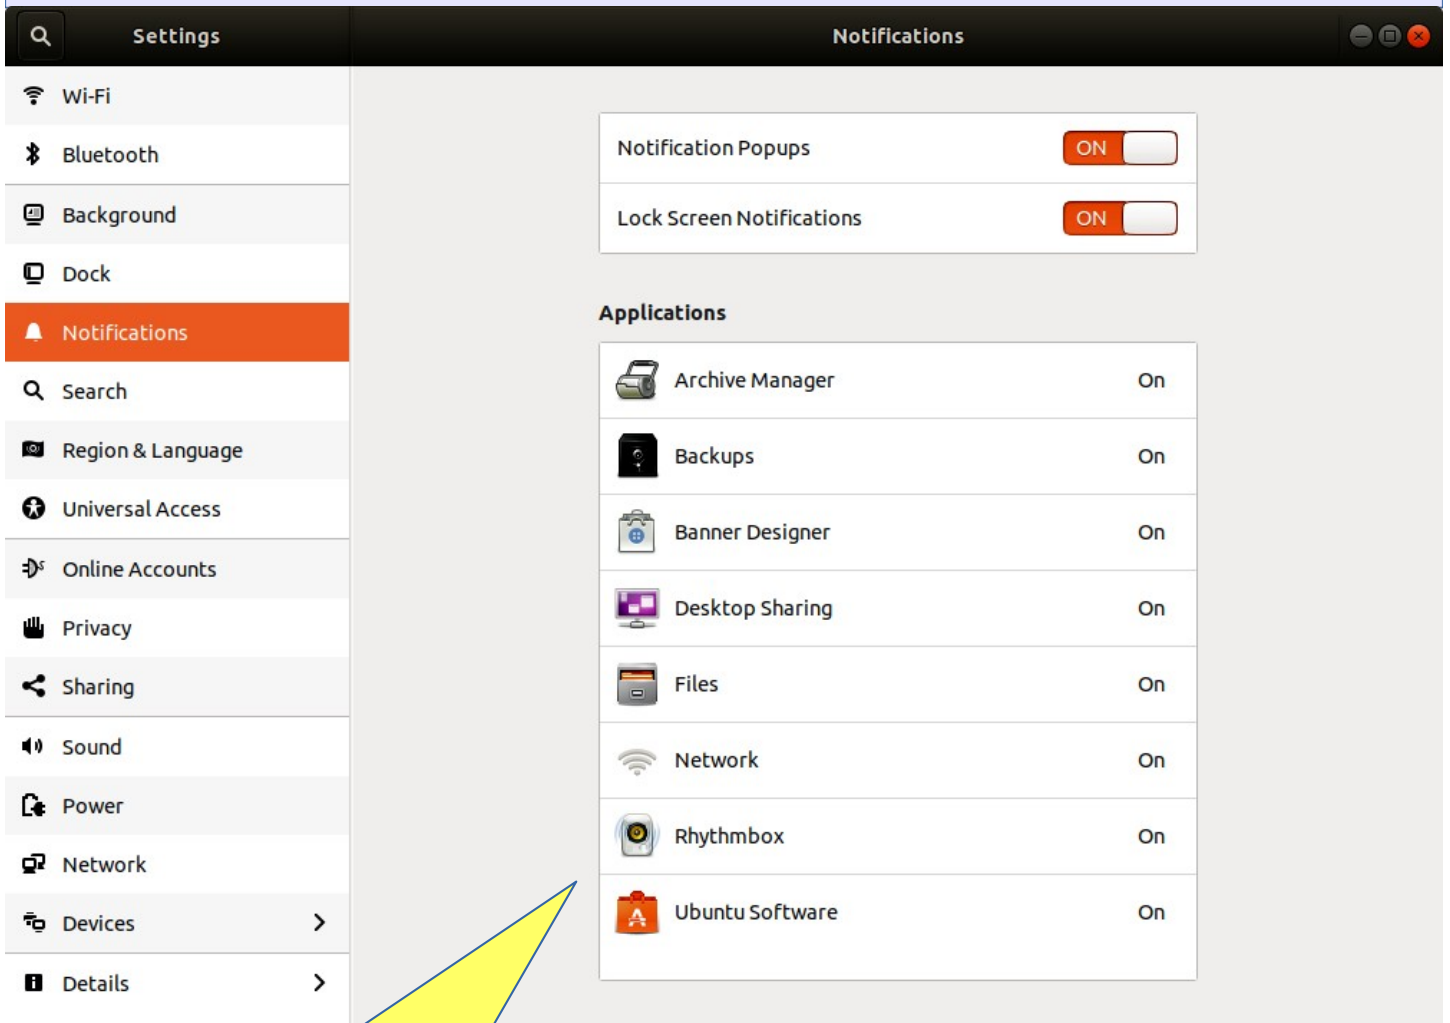 Settings
Notifications
Wi-Fi
Bluetooth
Background
Dock
Notifications
Search
Region & Language
Universal Access
Online Accounts
Privacy
Sharing
Sound
Power
Network
Devices
Details
Notification Popups ON
Lock Screen Notifications ON
Applications
Archive Manager On
Backups On
Banner Designer On
Desktop Sharing On
Files On
Network On
Rhythmbox On
Ubuntu Software On